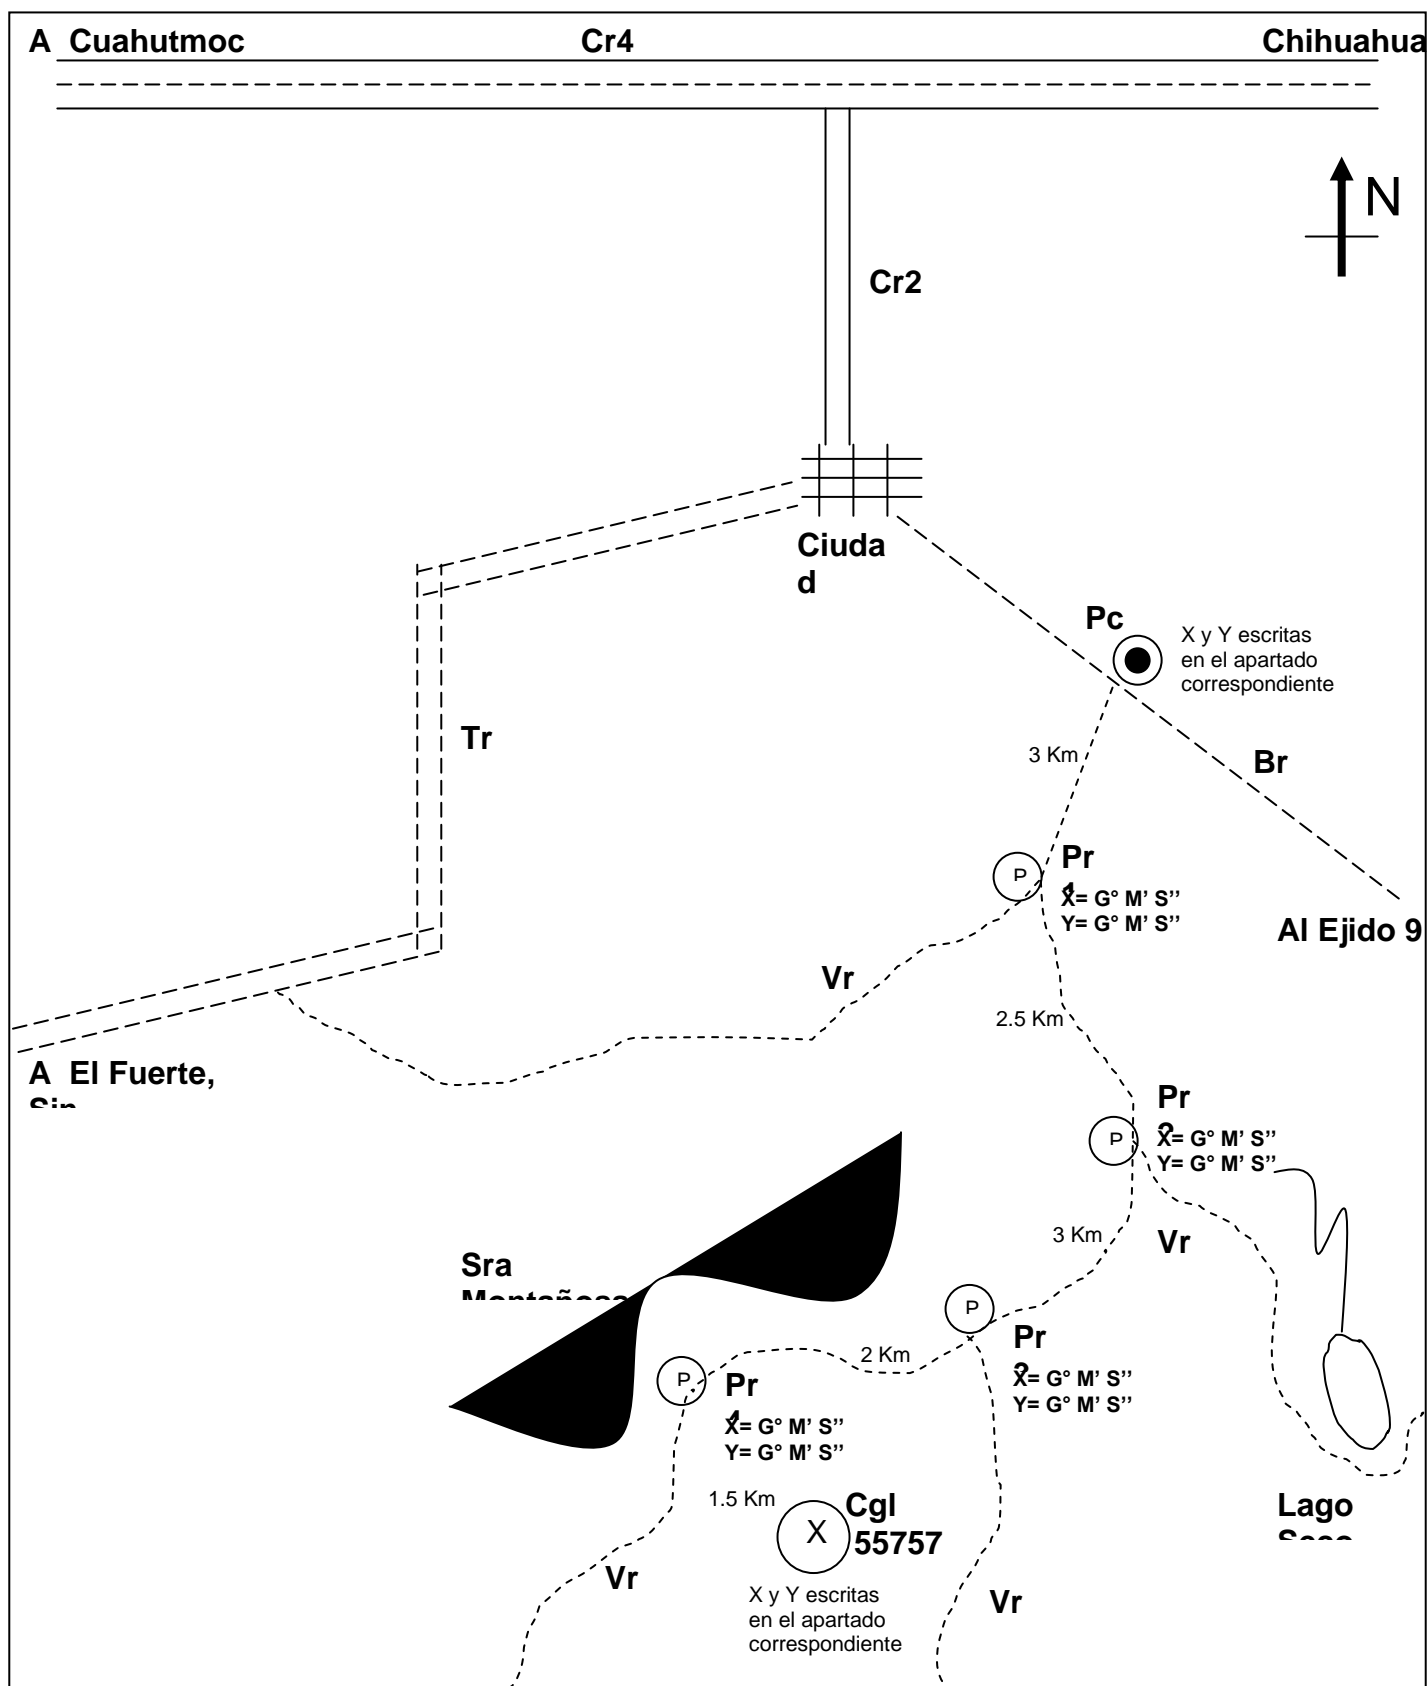 A Cuahutmoc
Cr4
Chihuahua
N
Cr2
Ciuda
d
Pc
X y Y escritas
en el apartado
correspondiente
Tr
3 Km
Br
P
Pr
X= G° M’ S’’
Y= G° M’ S’’
Al Ejido 9
Vr
2.5 Km
A El Fuerte,
P
Pr
X= G° M’ S’’
Y= G° M’ S’’
3 Km
Vr
Sra
Montañosa
P
Pr
X= G° M’ S’’
Y= G° M’ S’’
2 Km
P
Pr
X= G° M’ S’’
Y= G° M’ S’’
1.5 Km
X
Cgl
55757
X y Y escritas
en el apartado
correspondiente
Lago
Vr
Vr